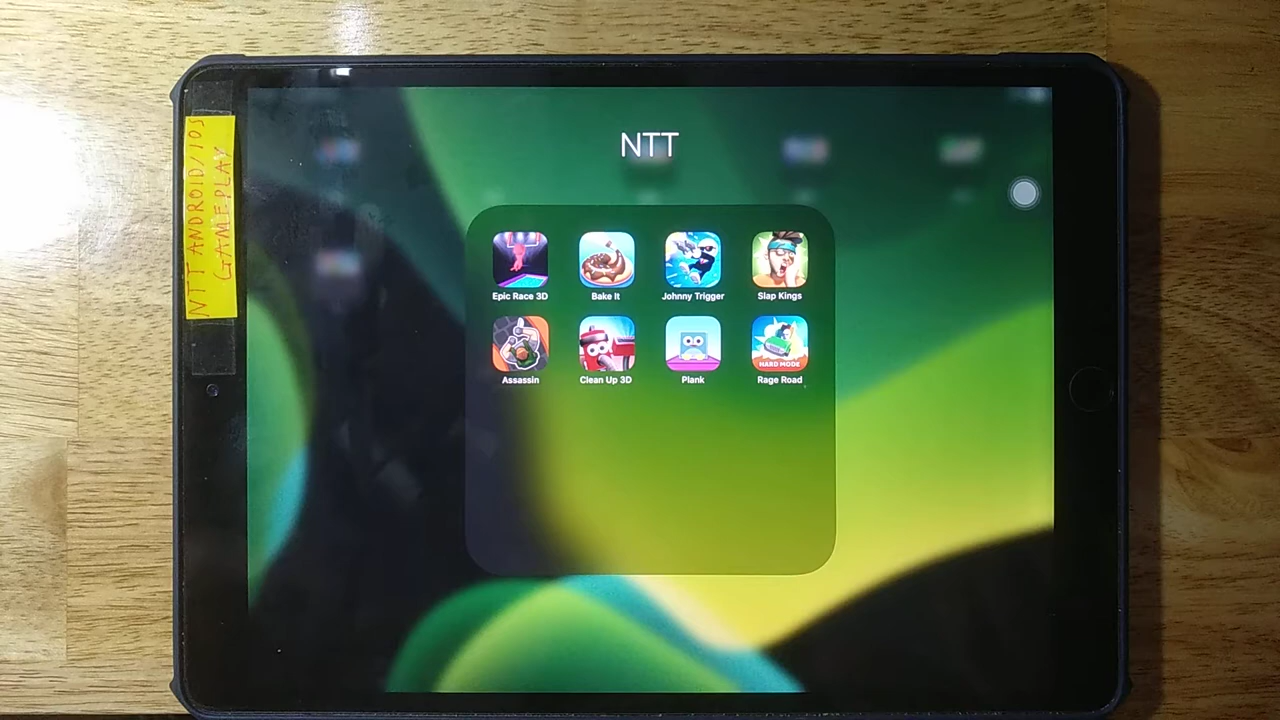 NTT ANDROID/IOS
GAMEPLAY
NTT
Epic Race 3D
Bake It
Johnny Trigger
Slap Kings
HARD MODE
Assassin
Clean Up 3D
Plank
Rage Road